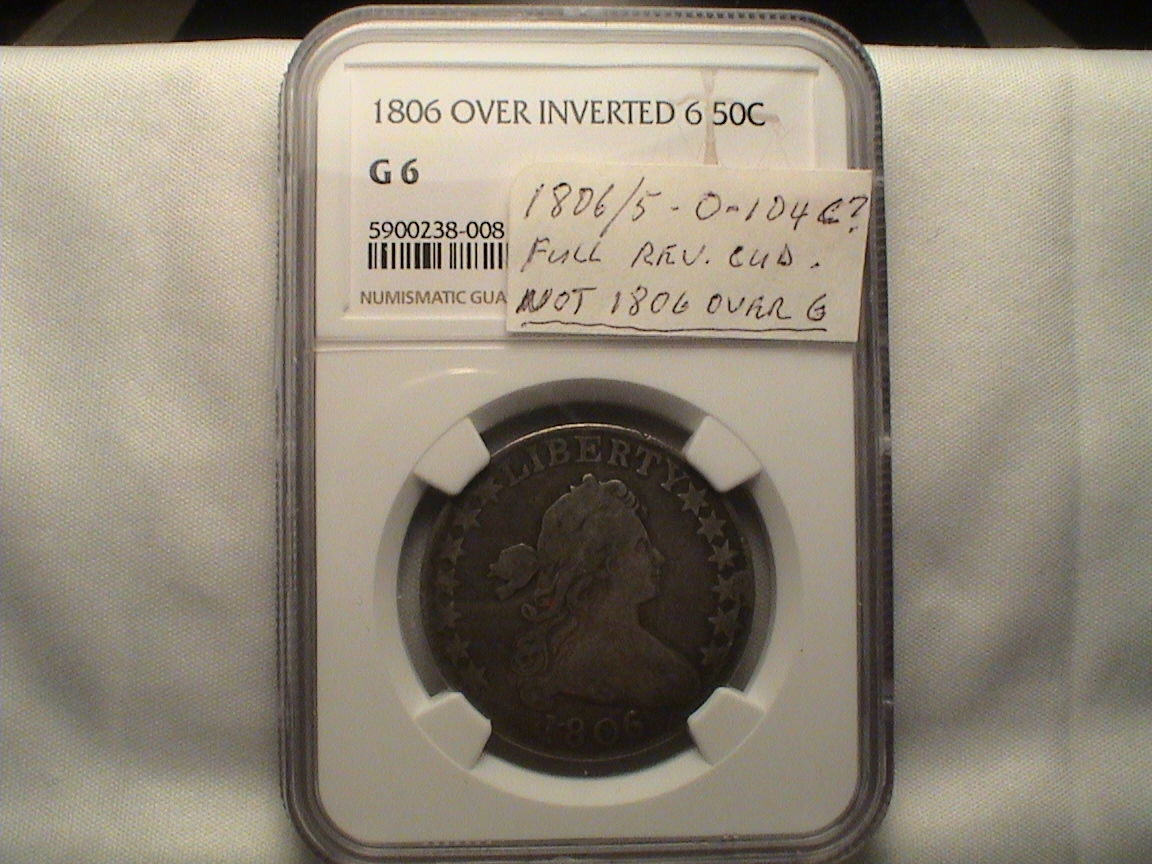 1806 OVER INVERTED 6 50C
G 6
5900238-008
NUMISMATIC GUA
1806/5 - O-104 C?
FULL REV. CUD.
NOT 1806 OVER 6
LIBERTY
1806